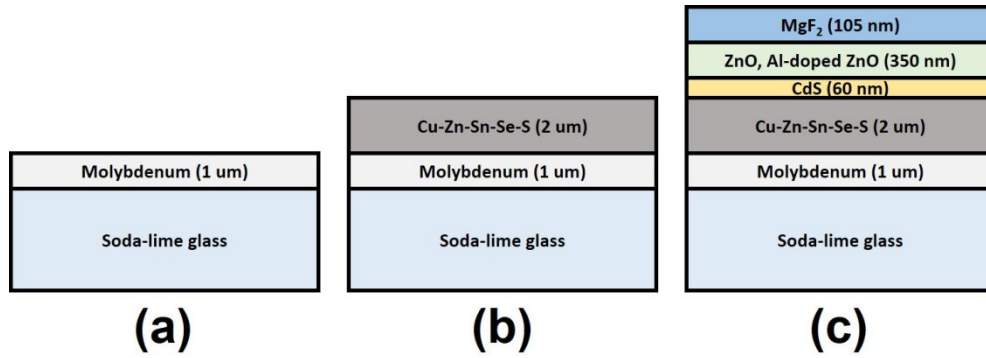 Molybdenum (1 um)
Soda-lime glass
(a)
Cu-Zn-Sn-Se-S (2 um)
Molybdenum (1 um)
Soda-lime glass
(b)
MgF₂ (105 nm)
ZnO, Al-doped ZnO (350 nm)
CdS (60 nm)
Cu-Zn-Sn-Se-S (2 um)
Molybdenum (1 um)
Soda-lime glass
(c)